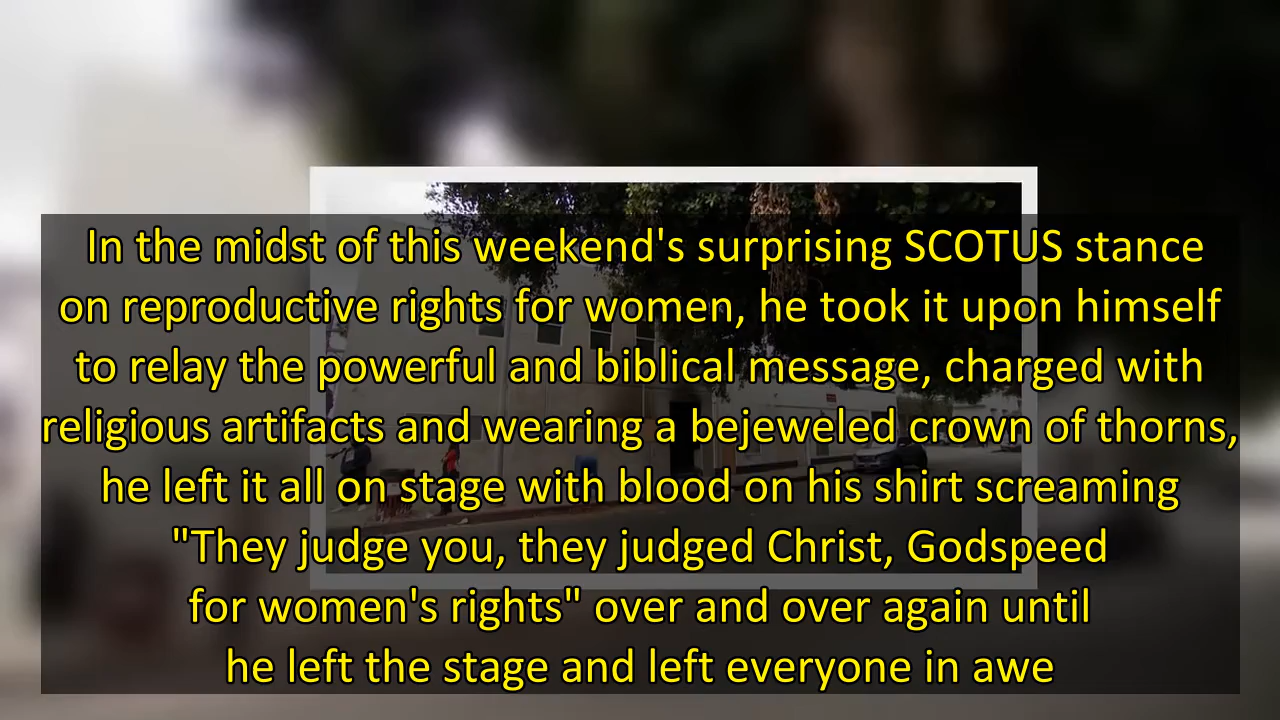 In the midst of this weekend's surprising SCOTUS stance
on reproductive rights for women, he took it upon himself
to relay the powerful and biblical message, charged with
religious artifacts and wearing a bejeweled crown of thorns,
he left it all on stage with blood on his shirt screaming
"They judge you, they judged Christ, Godspeed
for women's rights" over and over again until
he left the stage and left everyone in awe